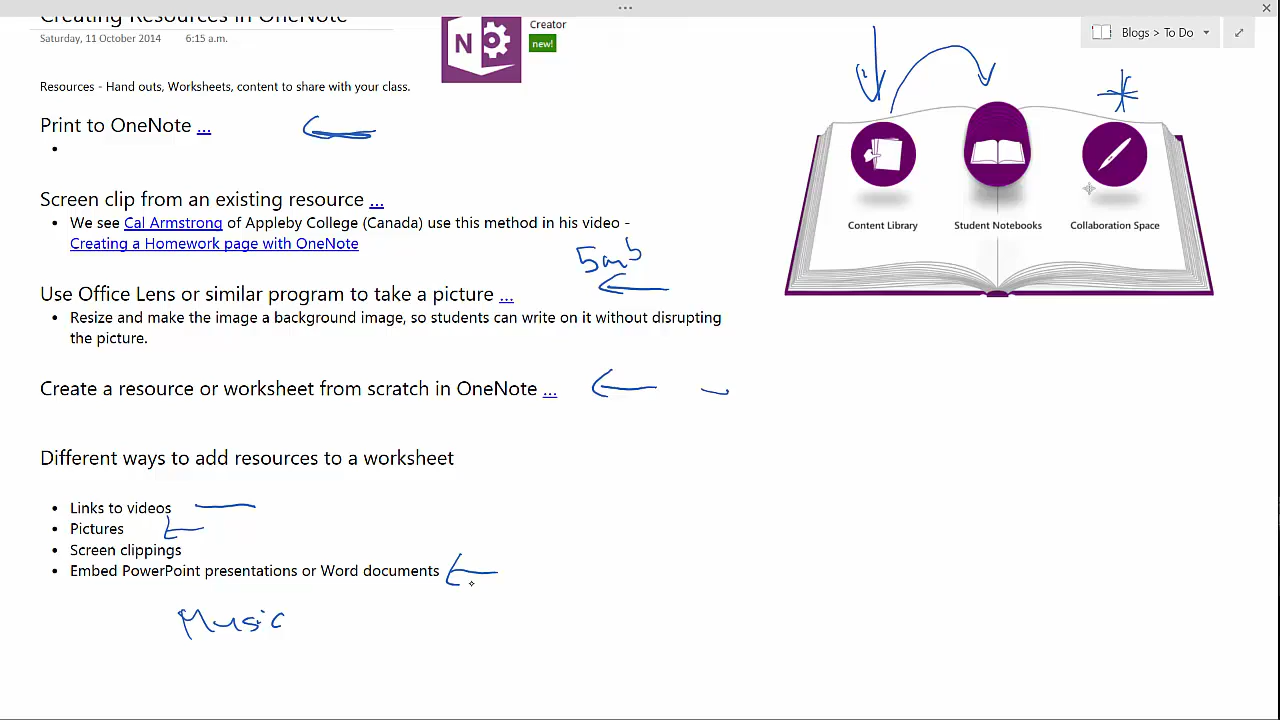 Creating Resources in OneNote
Saturday, 11 October 2014 6:15 a.m.
Creator
new!
N
Blogs > To Do
Resources - Hand outs, Worksheets, content to share with your class.
Print to OneNote ...
Screen clip from an existing resource ...
We see Cal Armstrong of Appleby College (Canada) use this method in his video -
Creating a Homework page with OneNote
5mb
Use Office Lens or similar program to take a picture ...
Resize and make the image a background image, so students can write on it without disrupting
the picture.
Create a resource or worksheet from scratch in OneNote ...
Different ways to add resources to a worksheet
Links to videos
Pictures
Screen clippings
Embed PowerPoint presentations or Word documents
Music
Content Library
Student Notebooks
Collaboration Space